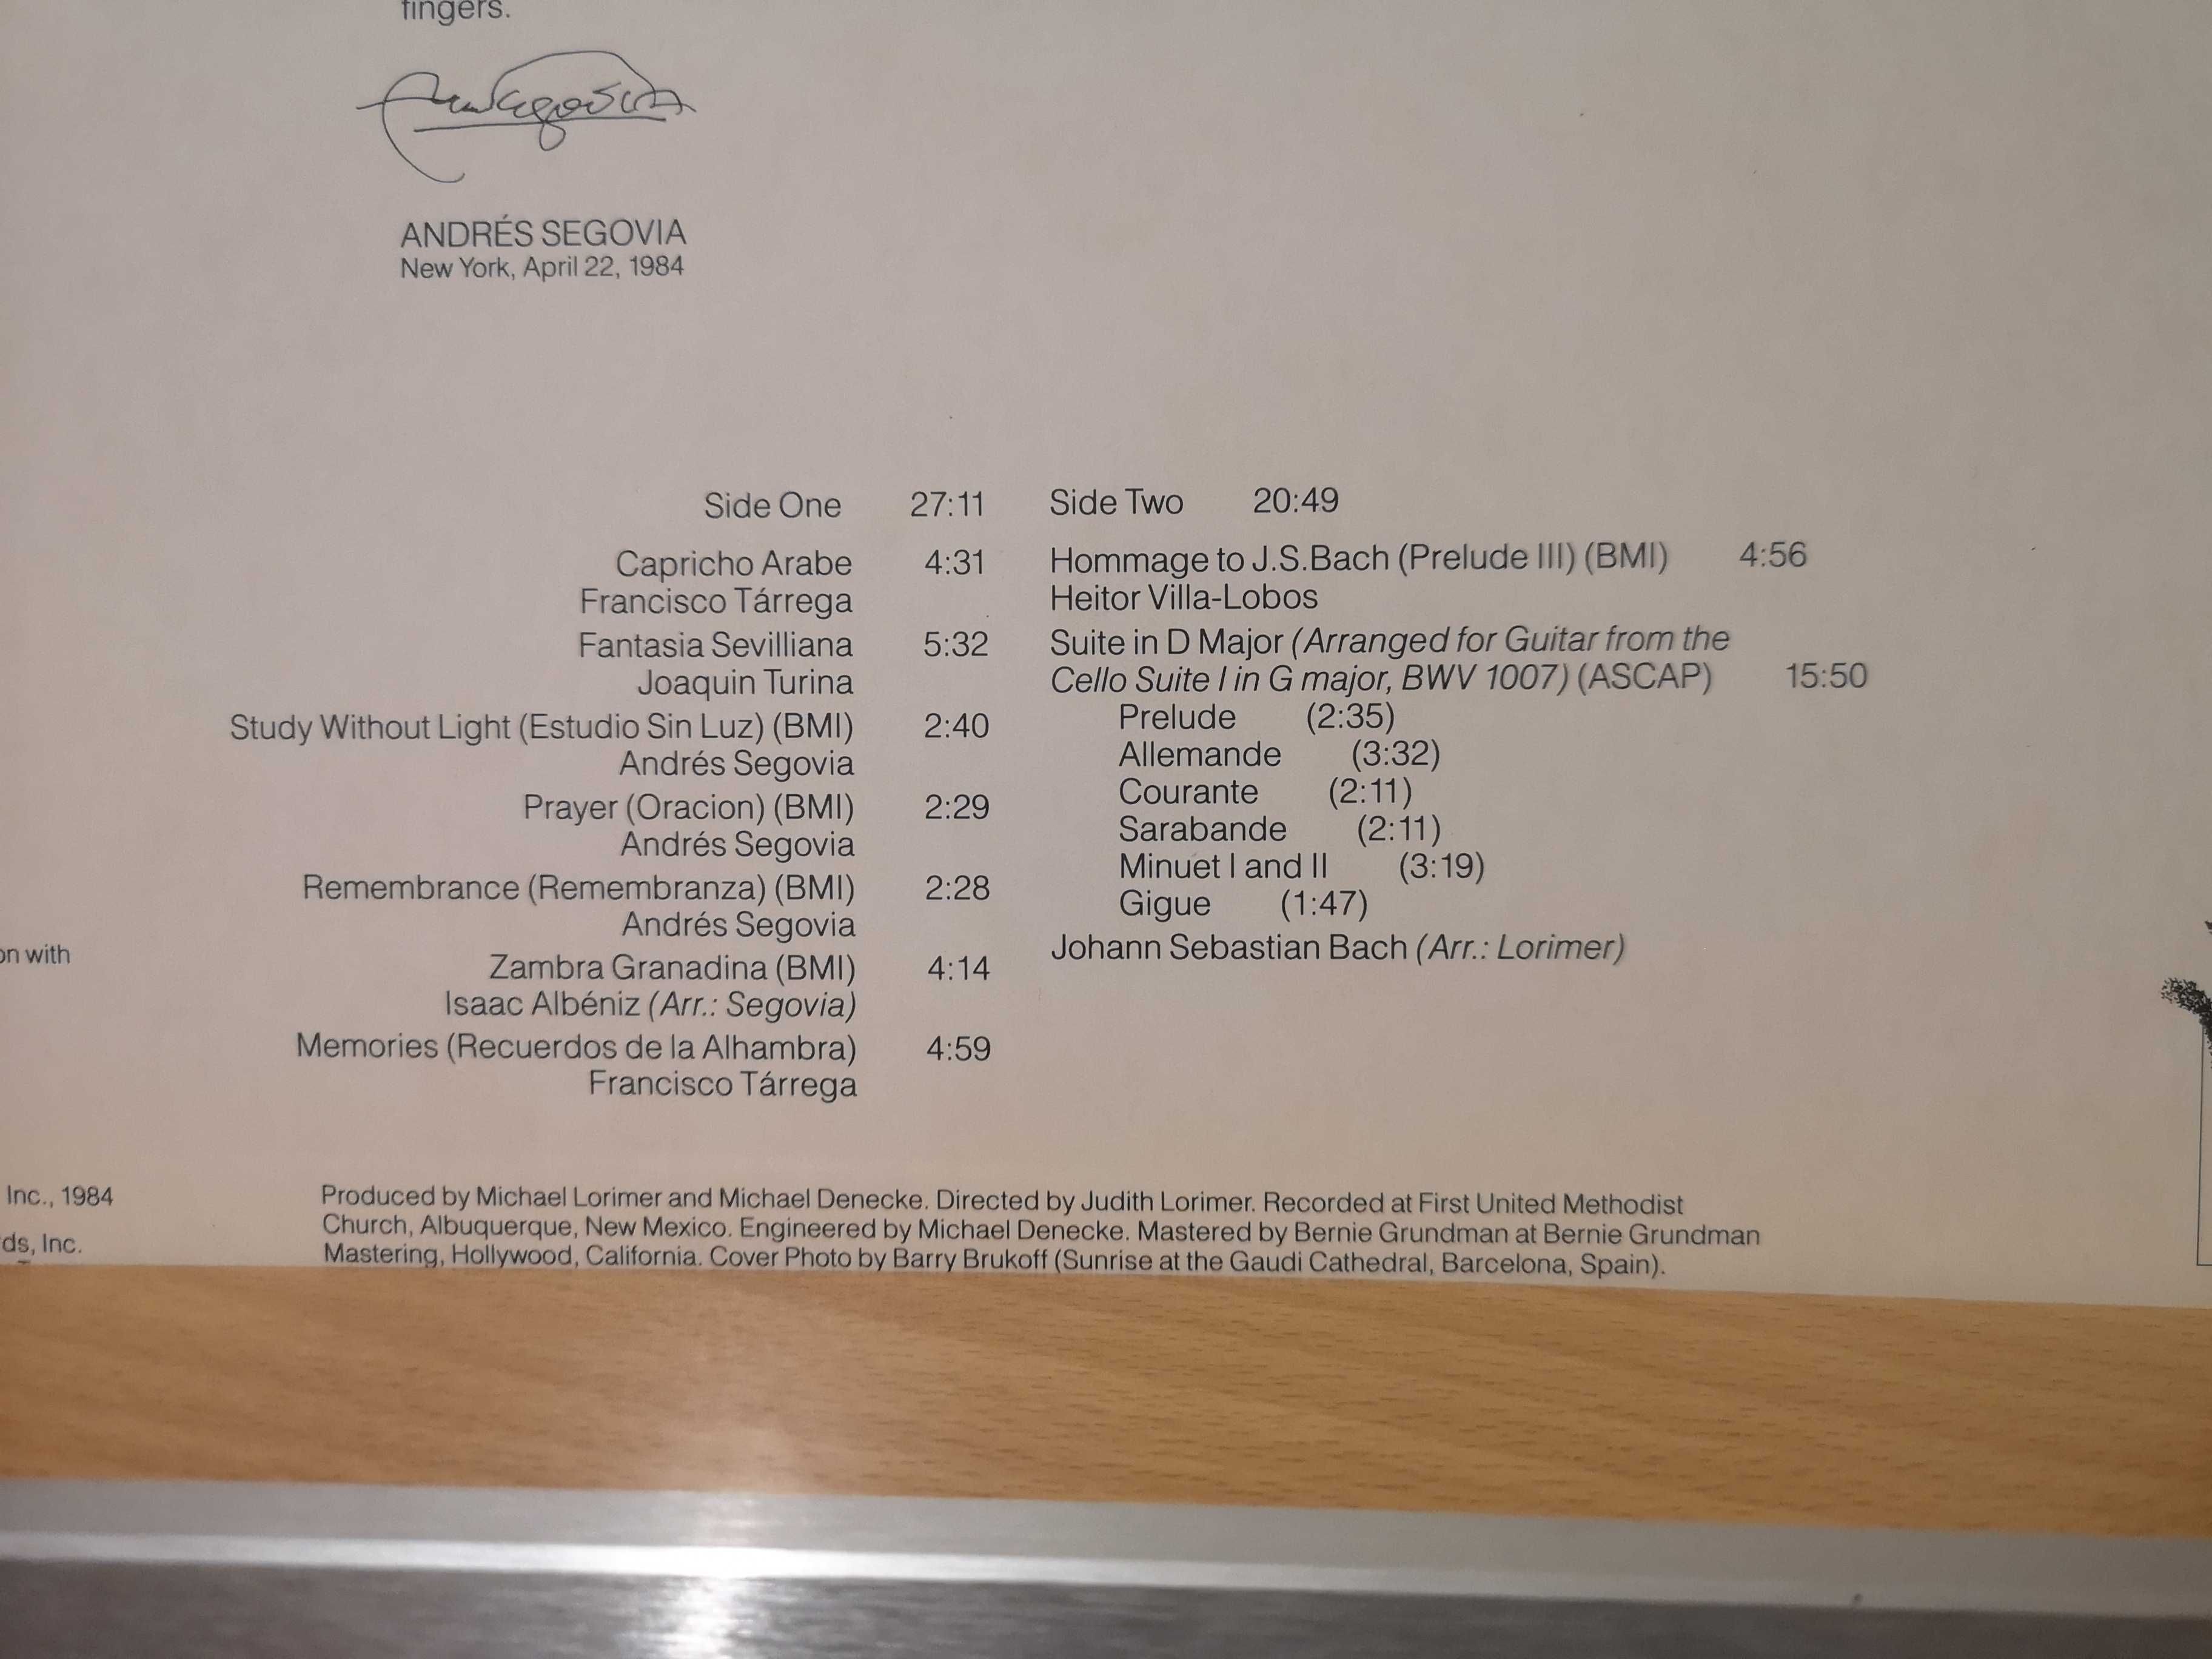 fingers.
ANDRÉS SEGOVIA
New York, April 22, 1984
Side One 27:11
Capricho Arabe 4:31
Francisco Tárrega
Fantasia Sevilliana 5:32
Joaquin Turina
Study Without Light (Estudio Sin Luz) (BMI) 2:40
Andrés Segovia
Prayer (Oracion) (BMI) 2:29
Andrés Segovia
Remembrance (Remembranza) (BMI) 2:28
Andrés Segovia
Zambra Granadina (BMI) 4:14
Isaac Albéniz (Arr.: Segovia)
Memories (Recuerdos de la Alhambra) 4:59
Francisco Tárrega
Side Two 20:49
Hommage to J.S.Bach (Prelude III) (BMI) 4:56
Heitor Villa-Lobos
Suite in D Major (Arranged for Guitar from the
Cello Suite I in G major, BWV 1007) (ASCAP) 15:50
Prelude (2:35)
Allemande (3:32)
Courante (2:11)
Sarabande (2:11)
Minuet I and II (3:19)
Gigue (1:47)
Johann Sebastian Bach (Arr.: Lorimer)
with
Inc., 1984
Inc.
Produced by Michael Lorimer and Michael Denecke. Directed by Judith Lorimer. Recorded at First United Methodist
Church, Albuquerque, New Mexico. Engineered by Michael Denecke. Mastered by Bernie Grundman at Bernie Grundman
Mastering, Hollywood, California. Cover Photo by Barry Brukoff (Sunrise at the Gaudi Cathedral, Barcelona, Spain).